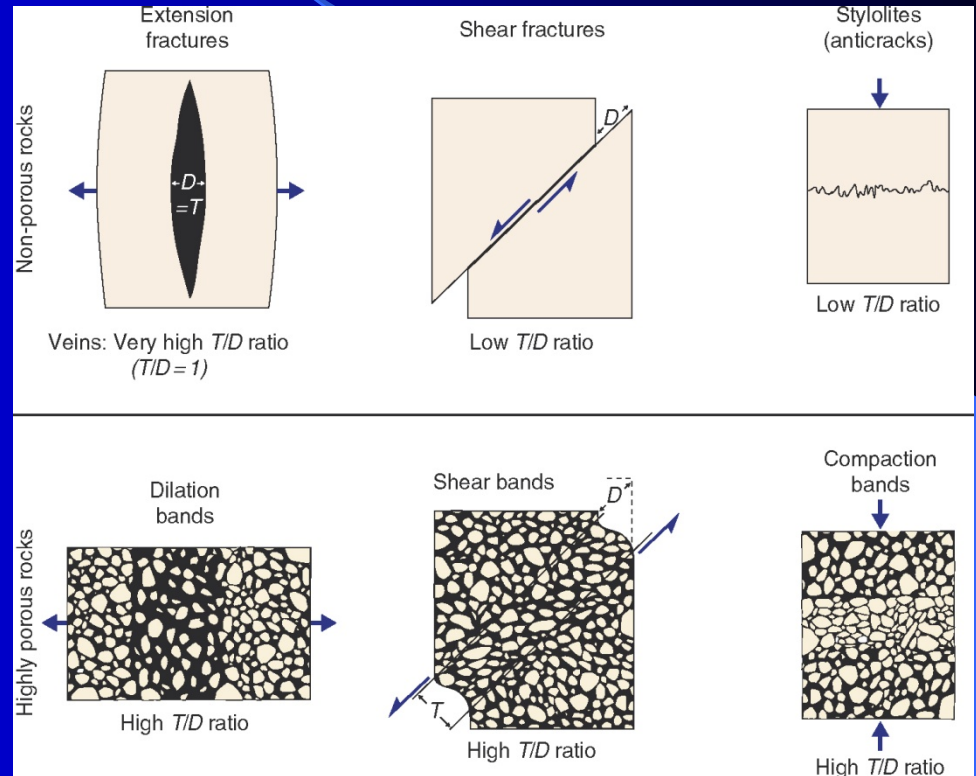 Extension
fractures
Shear fractures
Stylolites
(anticracks)
Non-porous rocks
D
D
=T
Low T/D ratio
Veins: Very high T/D ratio
(T/D = 1)
Low T/D ratio
Highly porous rocks
Dilation
bands
Shear bands
Compaction
bands
D
T
High T/D ratio
High T/D ratio
High T/D ratio